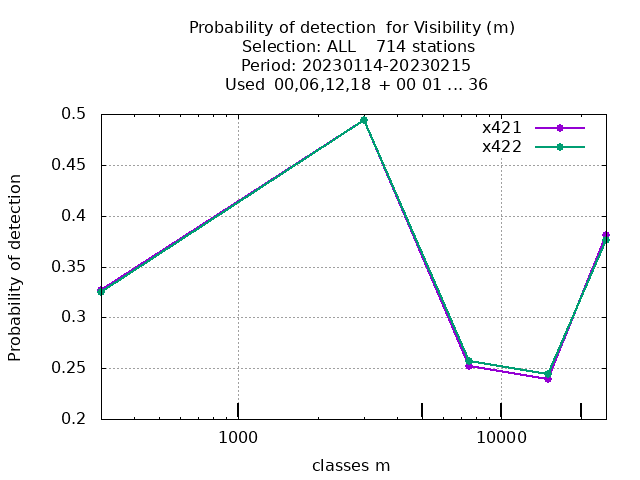 Probability of detection  for Visibility (m)
Selection: ALL    714 stations
Period: 20230114-20230215
Used  00,06,12,18  + 00 01 ... 36
x421
x422
0.5
0.45
0.4
0.35
0.3
0.25
0.2
Probability of detection
1000
10000
classes m